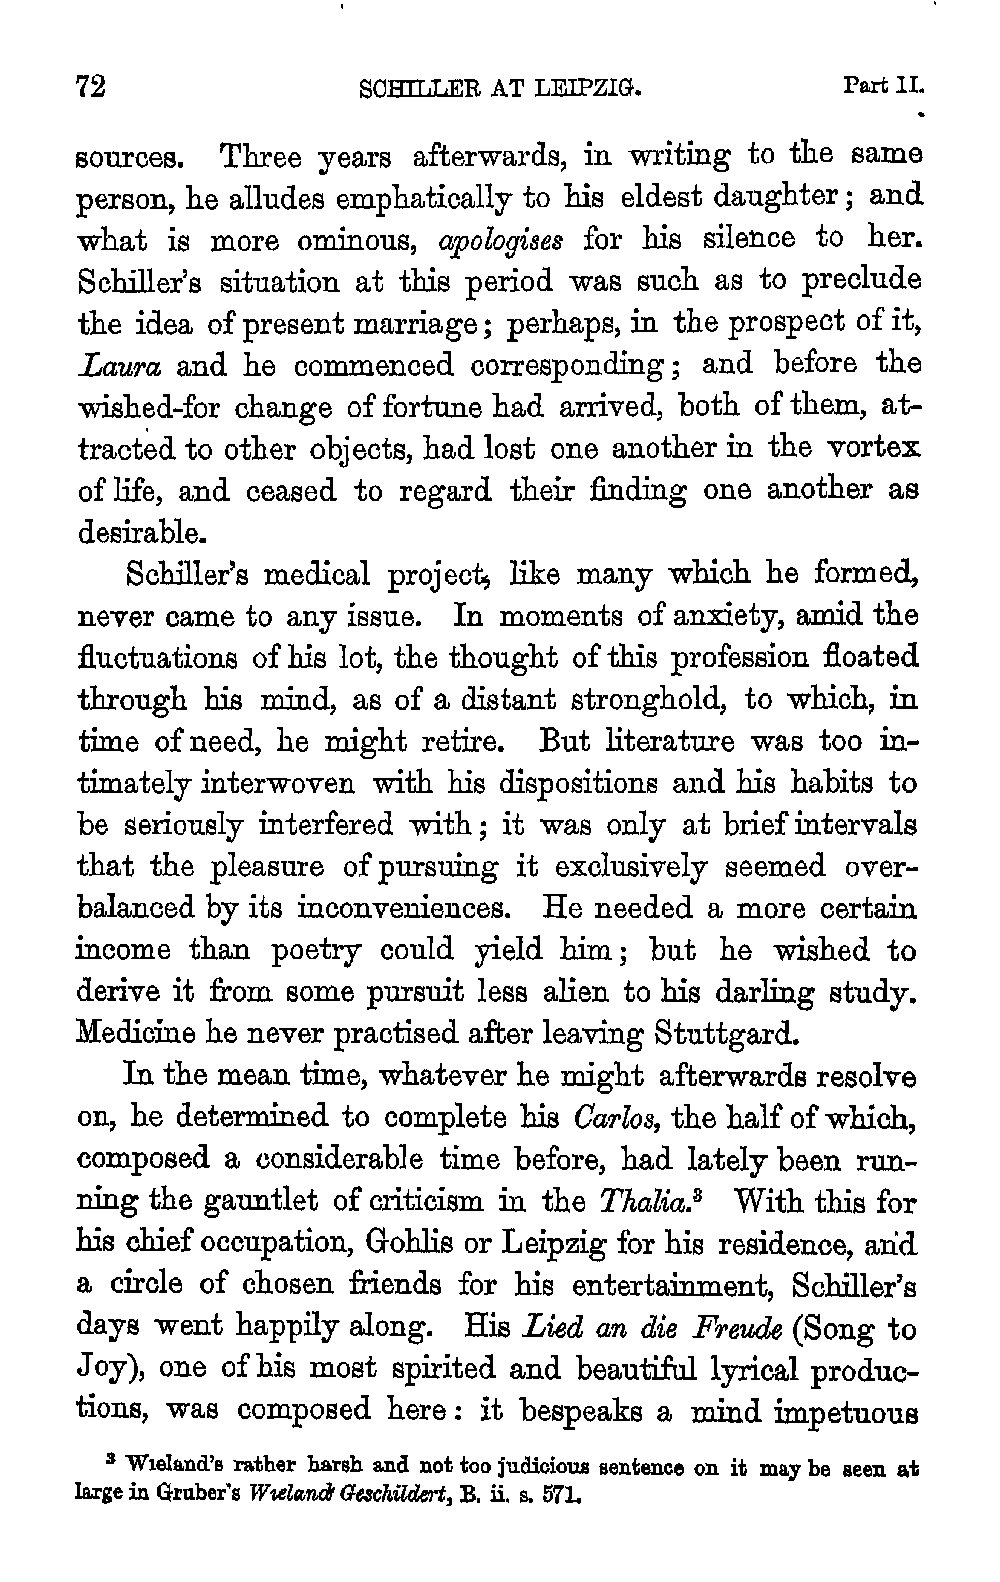 72 SCHILLER AT LEIPZIG. Part II.
sources. Three years afterwards, in writing to the same
person, he alludes emphatically to his eldest daughter; and
what is more ominous, apologises for his silence to her.
Schiller's situation at this period was such as to preclude
the idea of present marriage; perhaps, in the prospect of it,
Laura and he commenced corresponding; and before the
wished-for change of fortune had arrived, both of them, at-
tracted to other objects, had lost one another in the vortex
of life, and ceased to regard their finding one another as
desirable.
Schiller's medical project, like many which he formed,
never came to any issue. In moments of anxiety, amid the
fluctuations of his lot, the thought of this profession floated
through his mind, as of a distant stronghold, to which, in
time of need, he might retire. But literature was too in-
timately interwoven with his dispositions and his habits to
be seriously interfered with; it was only at brief intervals
that the pleasure of pursuing it exclusively seemed over-
balanced by its inconveniences. He needed a more certain
income than poetry could yield him; but he wished to
derive it from some pursuit less alien to his darling study.
Medicine he never practised after leaving Stuttgard.
In the mean time, whatever he might afterwards resolve
on, he determined to complete his Carlos, the half of which,
composed a considerable time before, had lately been run-
ning the gauntlet of criticism in the Thalia.³ With this for
his chief occupation, Gohlis or Leipzig for his residence, and
a circle of chosen friends for his entertainment, Schiller's
days went happily along. His Lied an die Freude (Song to
Joy), one of his most spirited and beautiful lyrical produc-
tions, was composed here: it bespeaks a mind impetuous
³ Wieland's rather harsh and not too judicious sentence on it may be seen at
large in Gruber's Wieland Geschildert, B. ii. s. 571.